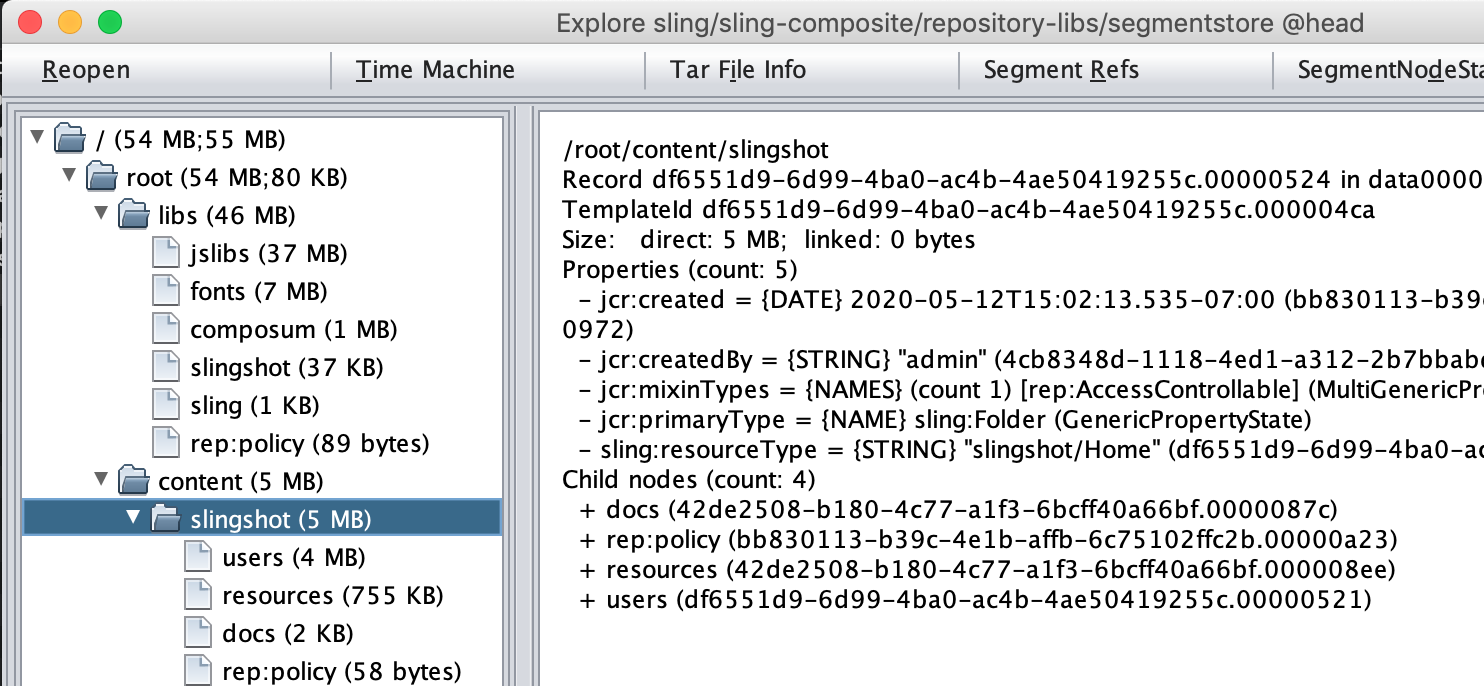 Explore sling/sling-composite/repository-libs/segmentstore @head
Reopen
Time Machine
Tar File Info
Segment Refs
SegmentNodeSta
/ (54 MB;55 MB)
root (54 MB;80 KB)
libs (46 MB)
jslibs (37 MB)
fonts (7 MB)
composum (1 MB)
slingshot (37 KB)
sling (1 KB)
rep:policy (89 bytes)
content (5 MB)
slingshot (5 MB)
users (4 MB)
resources (755 KB)
docs (2 KB)
rep:policy (58 bytes)
/root/content/slingshot
Record df6551d9-6d99-4ba0-ac4b-4ae50419255c.00000524 in data0000
TemplateId df6551d9-6d99-4ba0-ac4b-4ae50419255c.000004ca
Size: direct: 5 MB; linked: 0 bytes
Properties (count: 5)
- jcr:created = {DATE} 2020-05-12T15:02:13.535-07:00 (bb830113-b39c
0972)
- jcr:createdBy = {STRING} "admin" (4cb8348d-1118-4ed1-a312-2b7bbabc
- jcr:mixinTypes = {NAMES} (count 1) [rep:AccessControllable] (MultiGenericPr
- jcr:primaryType = {NAME} sling:Folder (GenericPropertyState)
- sling:resourceType = {STRING} "slingshot/Home" (df6551d9-6d99-4ba0-ac
Child nodes (count: 4)
+ docs (42de2508-b180-4c77-a1f3-6bcff40a66bf.0000087c)
+ rep:policy (bb830113-b39c-4e1b-affb-6c75102ffc2b.00000a23)
+ resources (42de2508-b180-4c77-a1f3-6bcff40a66bf.000008ee)
+ users (df6551d9-6d99-4ba0-ac4b-4ae50419255c.00000521)